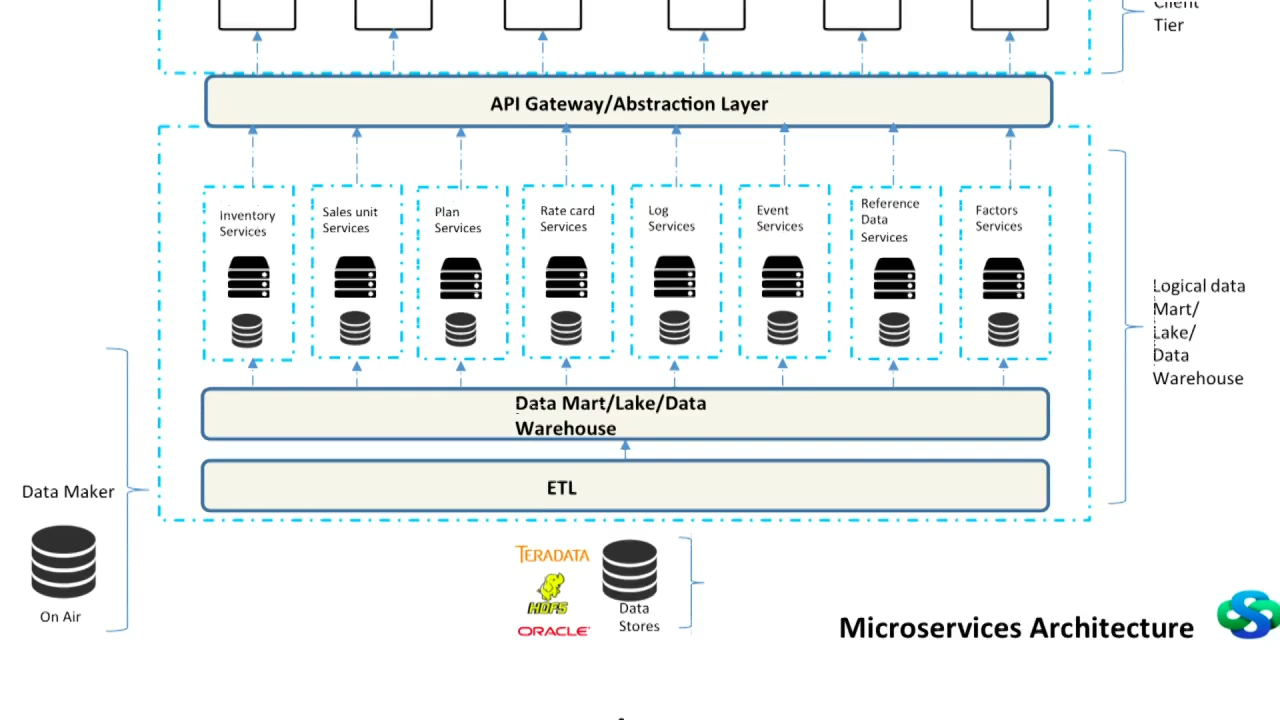 Client
Tier
API Gateway/Abstraction Layer
Inventory
Services
Sales unit
Services
Plan
Services
Rate card
Services
Log
Services
Event
Services
Reference
Data
Services
Factors
Services
Logical data
Mart/
Lake/
Data
Warehouse
Data Mart/Lake/Data
Warehouse
ETL
Data Maker
On Air
TERADATA
HDFS
ORACLE
Data
Stores
Microservices Architecture